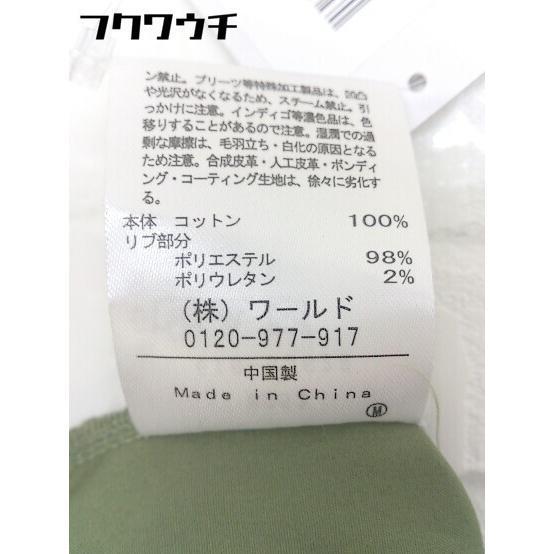 フクワウチ
ン禁止。プリーツ等特殊加工製品は、凹凸
や光沢がなくなるため、スチーム禁止。引
っかけに注意。インディゴ等濃色品は、色
移りすることがあるので注意。湿潤での過
剰な摩擦は、毛羽立ち・白化の原因となる
ため注意。合成皮革・人工皮革・ボンディ
ング・コーティング生地は、徐々に劣化す
る。
本体 コットン 100%
リブ部分
ポリエステル 98%
ポリウレタン 2%
(株) ワールド
0120-977-917
中国製
Made in China
M